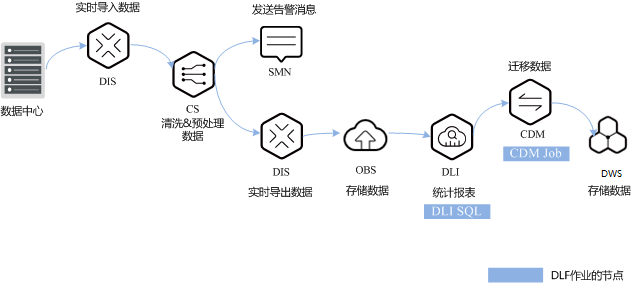 实时导入数据
DIS
数据中心
CS
清洗&预处理
数据
发送告警消息
SMN
DIS
实时导出数据
OBS
存储数据
DLI
统计报表
DLI SQL
迁移数据
CDM
CDM Job
DWS
存储数据
DLF作业的节点